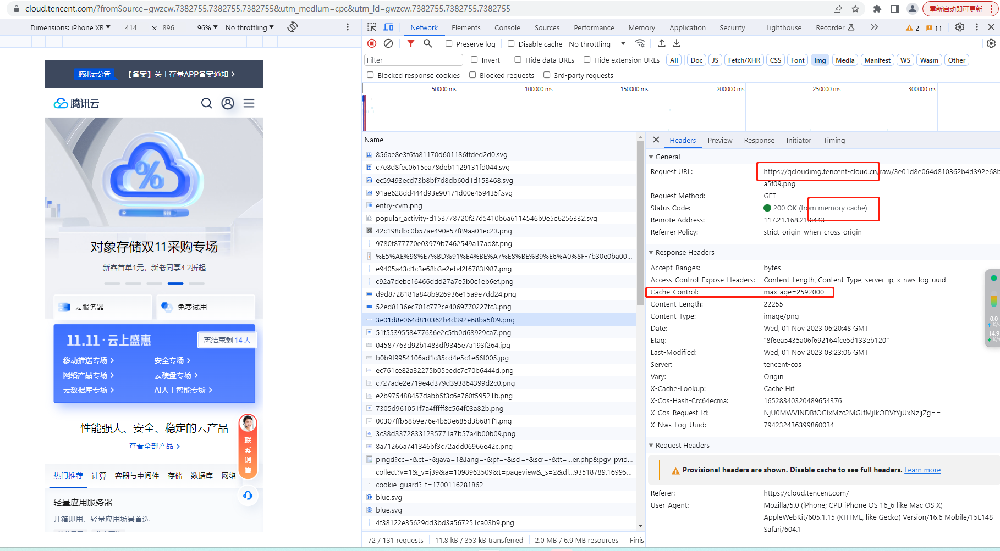 cloud.tencent.com/?fromSource=gwzcw.7382755.7382755.7382755&utm_medium=cpc&utm_id=gwzcw.7382755.7382755.7382755
重新启动即可更新
Dimensions: iPhone XR ▼ 414 × 896 96% ▼ No throttling ▼
Network Elements Console Sources Performance Memory Application Security Lighthouse Recorder 2 11
Preserve log Disable cache No throttling ▼
Filter Invert Hide data URLs Hide extension URLs All Doc JS Fetch/XHR CSS Font Img Media Manifest WS Wasm Other
Blocked response cookies Blocked requests 3rd-party requests
50000 ms 100000 ms 150000 ms 200000 ms 250000 ms 300000 ms
腾讯云公告 【备案】关于存量APP备案通知 >
腾讯云
对象存储双11采购专场
新客首单1元，新老同享4.2折起
云服务器 免费试用
11.11·云上盛惠 离结束剩 14 天
移动推送专场 > 安全专场 >
网络产品专场 > 云硬盘专场 >
云数据库专场 > AI人工智能专场 >
性能强大、安全、稳定的云产品
查看全部产品 >
联系销售
热门推荐 计算 容器与中间件 存储 数据库 网络
轻量应用服务器
开箱即用，轻量应用场景首选
Name
856ae8e3f6fa81170d601186ffded2d0.svg
c7e8d8fec0615ea78deb1129131fd044.svg
ec59493ecd73b8bf7d8db60d1d153468.svg
91ae628dd444d93e90171d00e459435f.svg
entry-cvm.png
popular_activity-d153778720f27d5410b6a6114546b9e5e6256332.svg
42c198dbc0b57ae490e57f89aa01ec23.png
9780f877770e03979b7462549a17ad8f.png
%E5%AE%98%E7%BD%91%E4%BE%A7%E8%BE%B9%E6%A0%8F-7b30e0ba00...
e9405a43d1c3e68b3e2eb42f6783f987.png
c92a7debc16466ddd27a7e5b0c1eb6ef.png
d9d8728181a848b926936e15a9e7dd24.png
52ed8136ec701c772ce4069770227fc3.png
3e01d8e064d810362b4d392e68ba5f09.png
51f5539558477636e2c5fb0d68929ca7.png
04587763d92b1483df9345e7a193f264.jpg
b0b9f9954106ad1c85cd4e5c1e66f005.jpg
ec761ce82a32275b05eedc7c70b6444d.png
c727ade2e719e4d379d393864399d2c0.png
e2b975488457dabb5f3c6e760f59521b.png
7305d961051f7a4fffff8c564f03a82b.png
00307ffb58b9e76e4b53e685d3b681f1.png
3c38d33728331235771a7b57a4b00b09.png
8a71266a741346bf3c72add06966e42c.png
pingd?cc=-&ct=-&java=1&lang=-&pf=-&scl=-&scr=-&tt=...er.php&pgv_pvid...
collect?v=1&_v=j39&a=1098963509&t=pageview&_s=2&dl...93518789.16995...
cookie-guard?_t=1700116281862
blue.svg
blue.svg
4f38122e35629dd3bd3a567251ca03b9.png
72 / 131 requests 11.8 kB / 353 kB transferred 2.0 MB / 6.9 MB resources Finis
Headers Preview Response Initiator Timing
▼ General
Request URL: https://qcloudimg.tencent-cloud.cn/raw/3e01d8e064d810362b4d392e68b
a5f09.png
Request Method: GET
Status Code: 200 OK (from memory cache)
Remote Address: 117.21.168.210:443
Referrer Policy: strict-origin-when-cross-origin
▼ Response Headers
Accept-Ranges: bytes
Access-Control-Expose-Headers: Content-Length, Content-Type, server_ip, x-nws-log-uuid
Cache-Control: max-age=2592000
Content-Length: 22255
Content-Type: image/png
Date: Wed, 01 Nov 2023 06:20:48 GMT
Etag: "8f6ea5435a06f692164fce5d133eb120"
Last-Modified: Wed, 01 Nov 2023 03:23:06 GMT
Server: tencent-cos
Vary: Origin
X-Cache-Lookup: Cache Hit
X-Cos-Hash-Crc64ecma: 16528340320489654376
X-Cos-Request-Id: NjU0MWVlNDBfOGIxMzc2MGJfMjlkODVfYjUxNzljZg==
X-Nws-Log-Uuid: 794232436399860034
▼ Request Headers
Provisional headers are shown. Disable cache to see full headers. Learn more
Referer: https://cloud.tencent.com/
User-Agent: Mozilla/5.0 (iPhone; CPU iPhone OS 16_6 like Mac OS X)
AppleWebKit/605.1.15 (KHTML, like Gecko) Version/16.6 Mobile/15E148
Safari/604.1
0.0
K/s
14.9
K/s